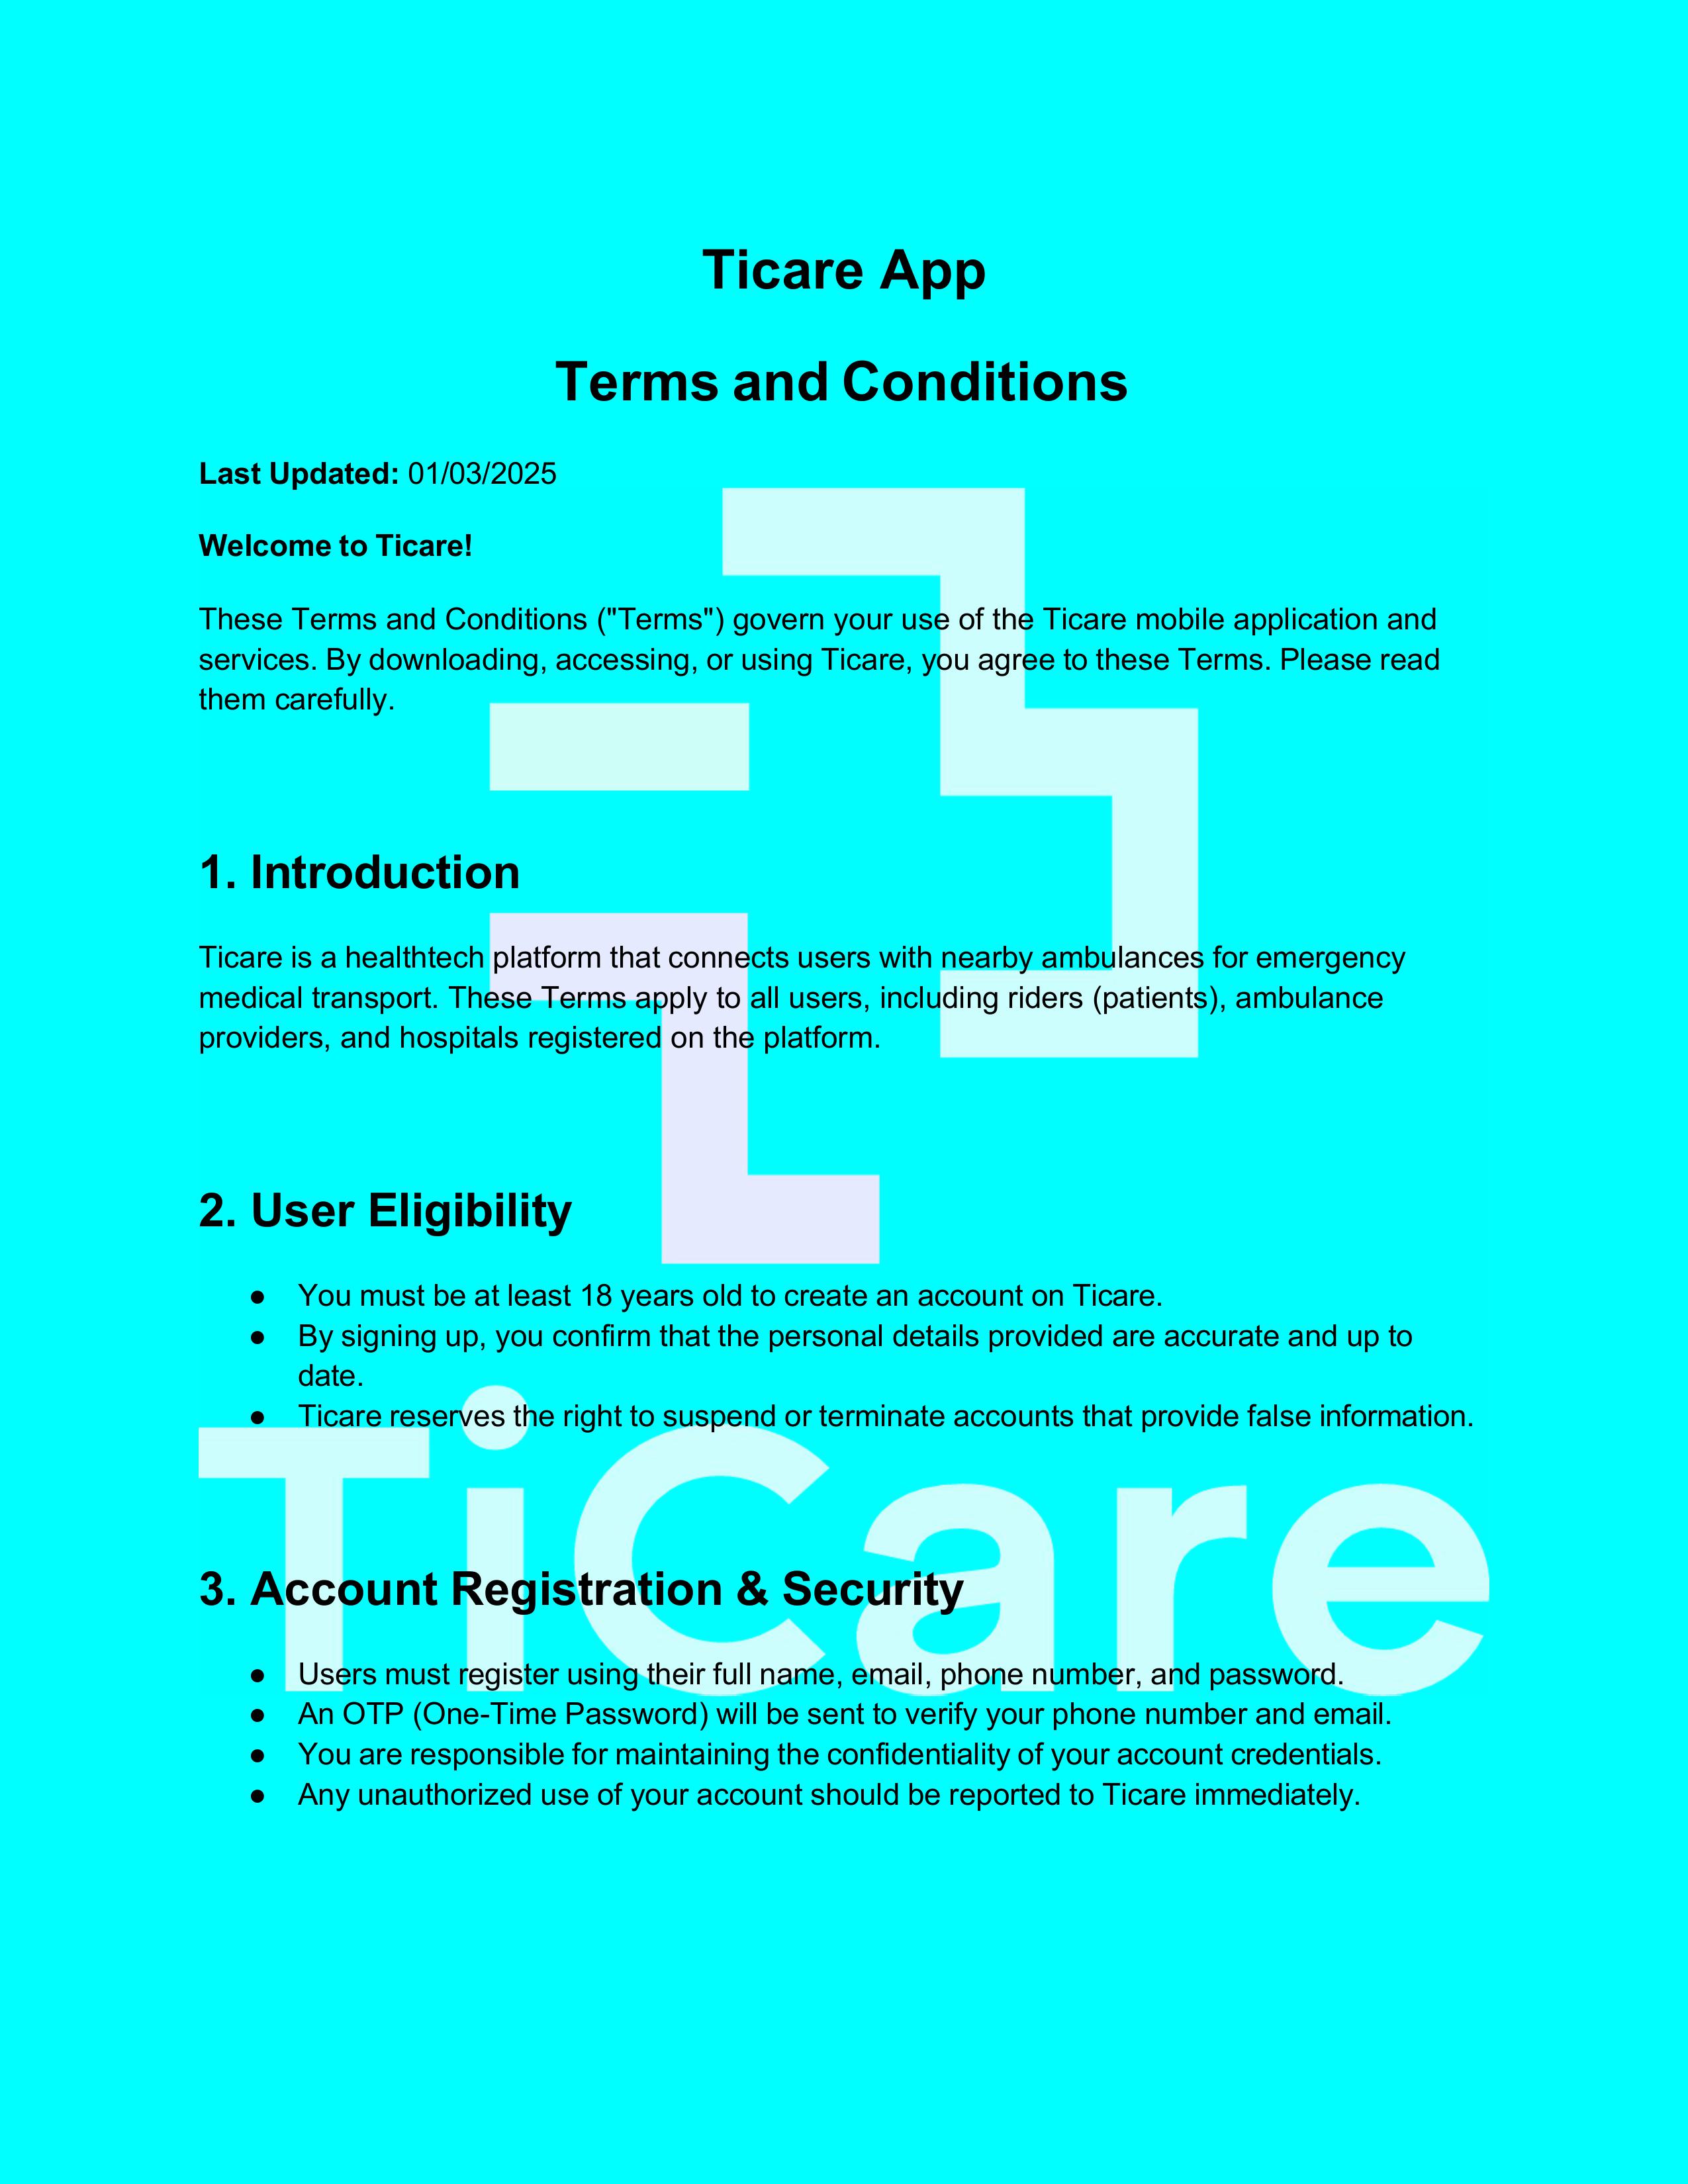 Ticare App
Terms and Conditions
Last Updated: 01/03/2025
Welcome to Ticare!
These Terms and Conditions ("Terms") govern your use of the Ticare mobile application and
services. By downloading, accessing, or using Ticare, you agree to these Terms. Please read
them carefully.
1. Introduction
Ticare is a healthtech platform that connects users with nearby ambulances for emergency
medical transport. These Terms apply to all users, including riders (patients), ambulance
providers, and hospitals registered on the platform.
2. User Eligibility
● You must be at least 18 years old to create an account on Ticare.
● By signing up, you confirm that the personal details provided are accurate and up to
date.
● Ticare reserves the right to suspend or terminate accounts that provide false information.
TiCare
3. Account Registration & Security
● Users must register using their full name, email, phone number, and password.
● An OTP (One-Time Password) will be sent to verify your phone number and email.
● You are responsible for maintaining the confidentiality of your account credentials.
● Any unauthorized use of your account should be reported to Ticare immediately.